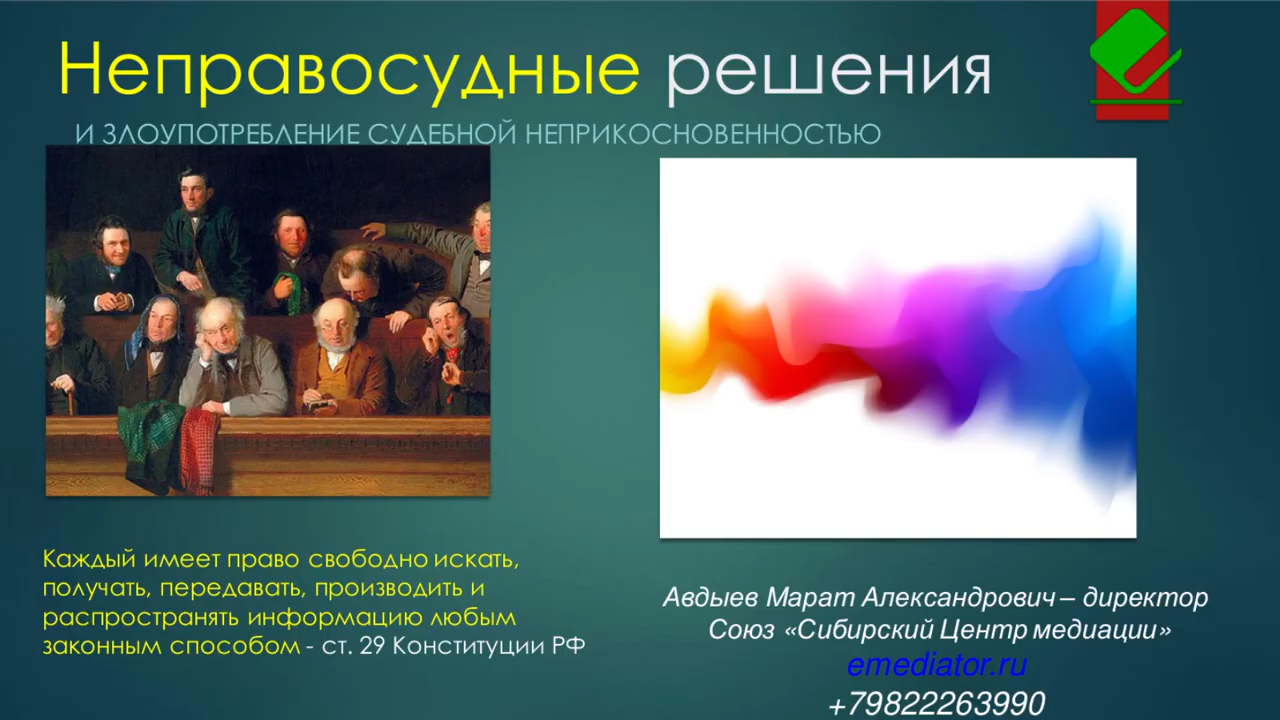 Неправосудные решения
И ЗЛОУПОТРЕБЛЕНИЕ СУДЕБНОЙ НЕПРИКОСНОВЕННОСТЬЮ
Каждый имеет право свободно искать,
получать, передавать, производить и
распространять информацию любым
законным способом - ст. 29 Конституции РФ
Авдыев Марат Александрович – директор
Союз «Сибирский Центр медиации»
emediator.ru
+79822263990